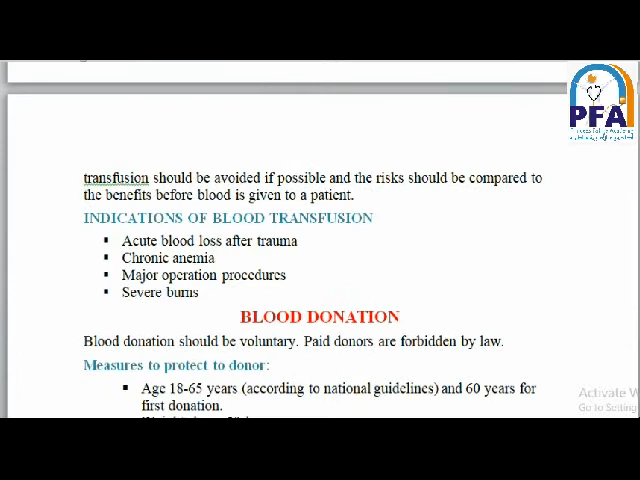 PFA
transfusion should be avoided if possible and the risks should be compared to
the benefits before blood is given to a patient.
INDICATIONS OF BLOOD TRANSFUSION
▪ Acute blood loss after trauma
▪ Chronic anemia
▪ Major operation procedures
▪ Severe burns
BLOOD DONATION
Blood donation should be voluntary. Paid donors are forbidden by law.
Measures to protect to donor:
▪ Age 18-65 years (according to national guidelines) and 60 years for
first donation.
Activate W
Go to Setting